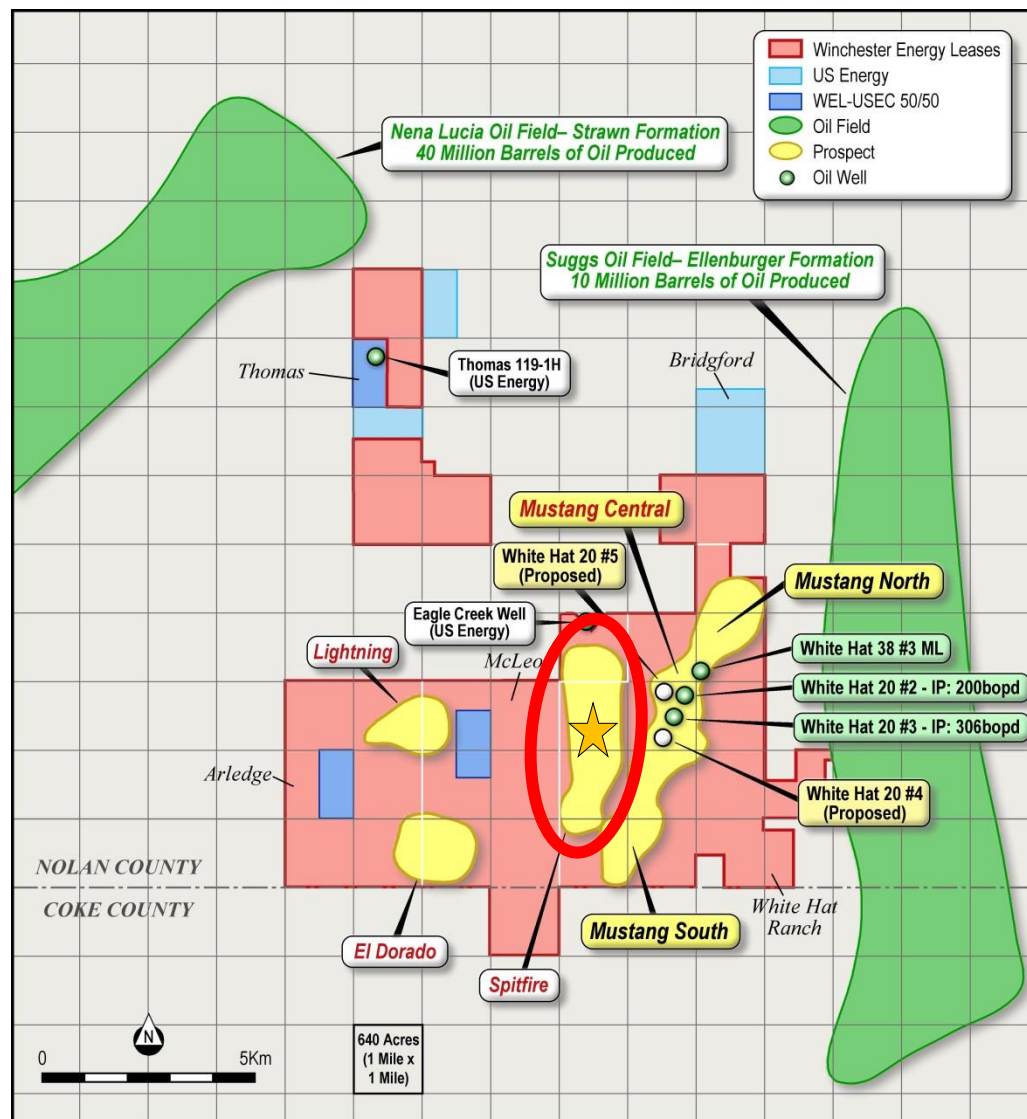 Winchester Energy Leases
US Energy
WEL-USEC 50/50
Oil Field
Prospect
Oil Well
Nena Lucia Oil Field– Strawn Formation
40 Million Barrels of Oil Produced
Suggs Oil Field– Ellenburger Formation
10 Million Barrels of Oil Produced
Thomas
Thomas 119-1H
(US Energy)
Bridgford
Mustang Central
White Hat 20 #5
(Proposed)
Mustang North
Eagle Creek Well
(US Energy)
Lightning
McLeo
White Hat 38 #3 ML
White Hat 20 #2 - IP: 200bopd
White Hat 20 #3 - IP: 306bopd
Arledge
White Hat 20 #4
(Proposed)
NOLAN COUNTY
COKE COUNTY
White Hat
Ranch
Mustang South
El Dorado
Spitfire
N
0 5Km
640 Acres
(1 Mile x
1 Mile)